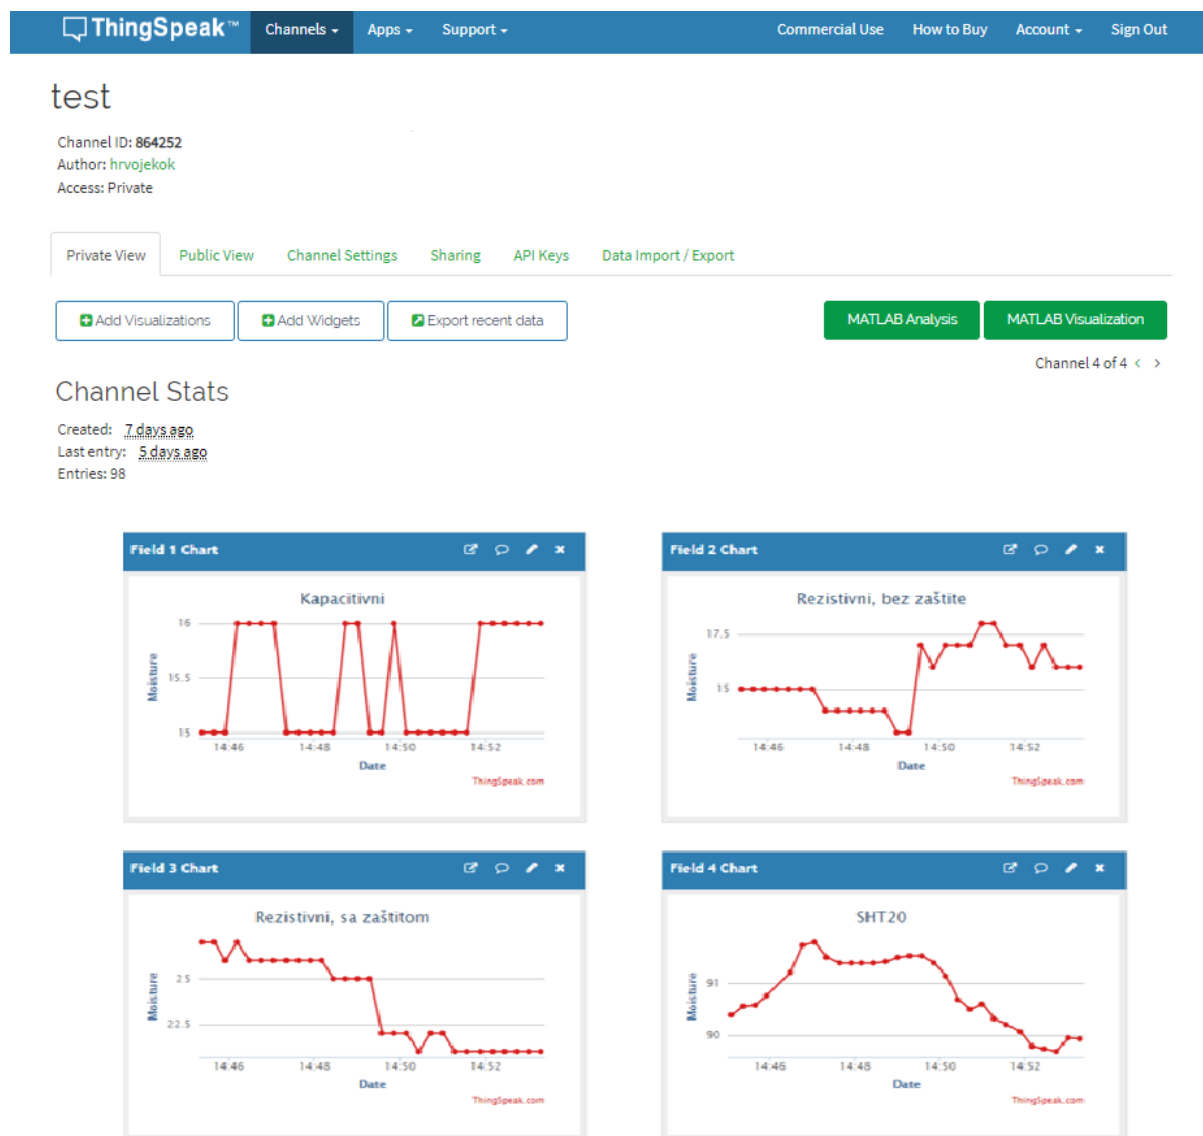 ThingSpeak™ Channels Apps Support Commercial Use How to Buy Account Sign Out
test
Channel ID: 864252
Author: hrvojekok
Access: Private
Private View Public View Channel Settings Sharing API Keys Data Import / Export
Add Visualizations Add Widgets Export recent data MATLAB Analysis MATLAB Visualization
Channel 4 of 4 < >
Channel Stats
Created: 7 days ago
Last entry: 5 days ago
Entries: 98
Field 1 Chart
Kapacitivni
16
15.5
15
Moisture
14:46 14:48 14:50 14:52
Date
ThingSpeak.com
Field 2 Chart
Rezistivni, bez zaštite
17.5
15
Moisture
14:46 14:48 14:50 14:52
Date
ThingSpeak.com
Field 3 Chart
Rezistivni, sa zaštitom
25
22.5
Moisture
14:46 14:48 14:50 14:52
Date
ThingSpeak.com
Field 4 Chart
SHT20
91
90
Moisture
14:46 14:48 14:50 14:52
Date
ThingSpeak.com